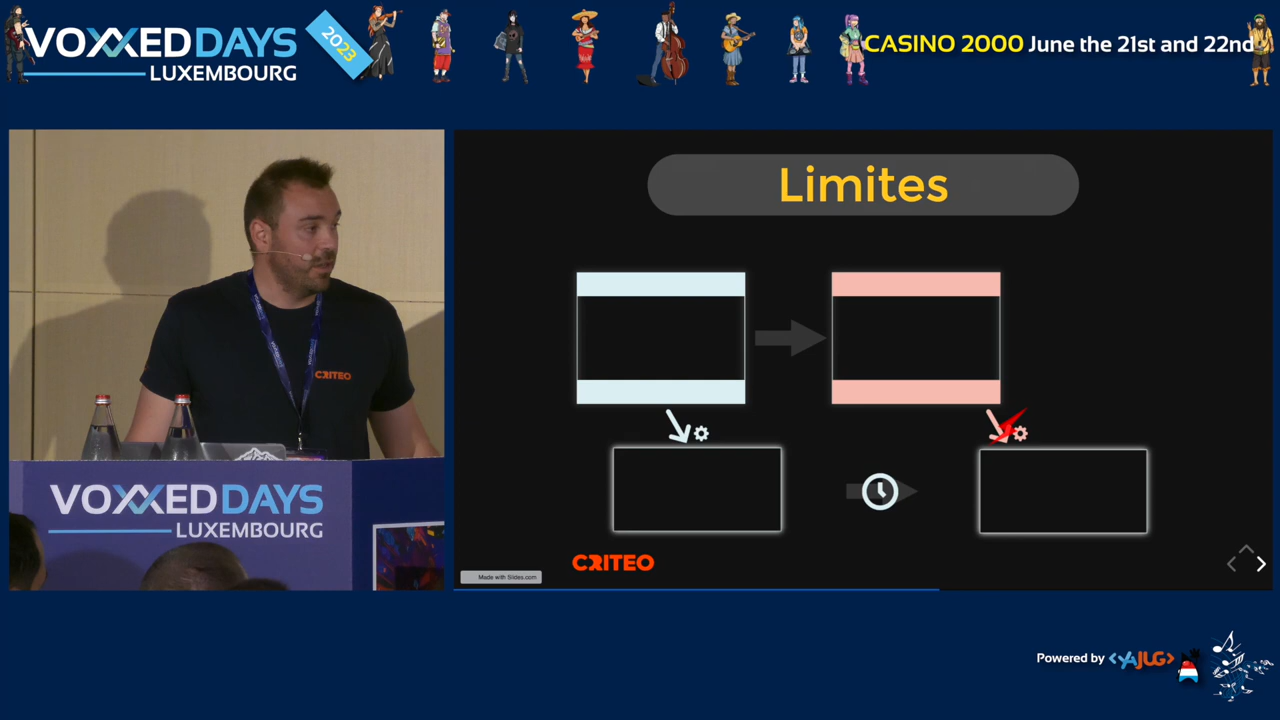 VOXXED DAYS
LUXEMBOURG
2023
CASINO 2000 June the 21st and 22nd
Limites
CRITEO
VOXXED DAYS
LUXEMBOURG
CRITEO
Made with Slides.com
Powered by <YAJUG>